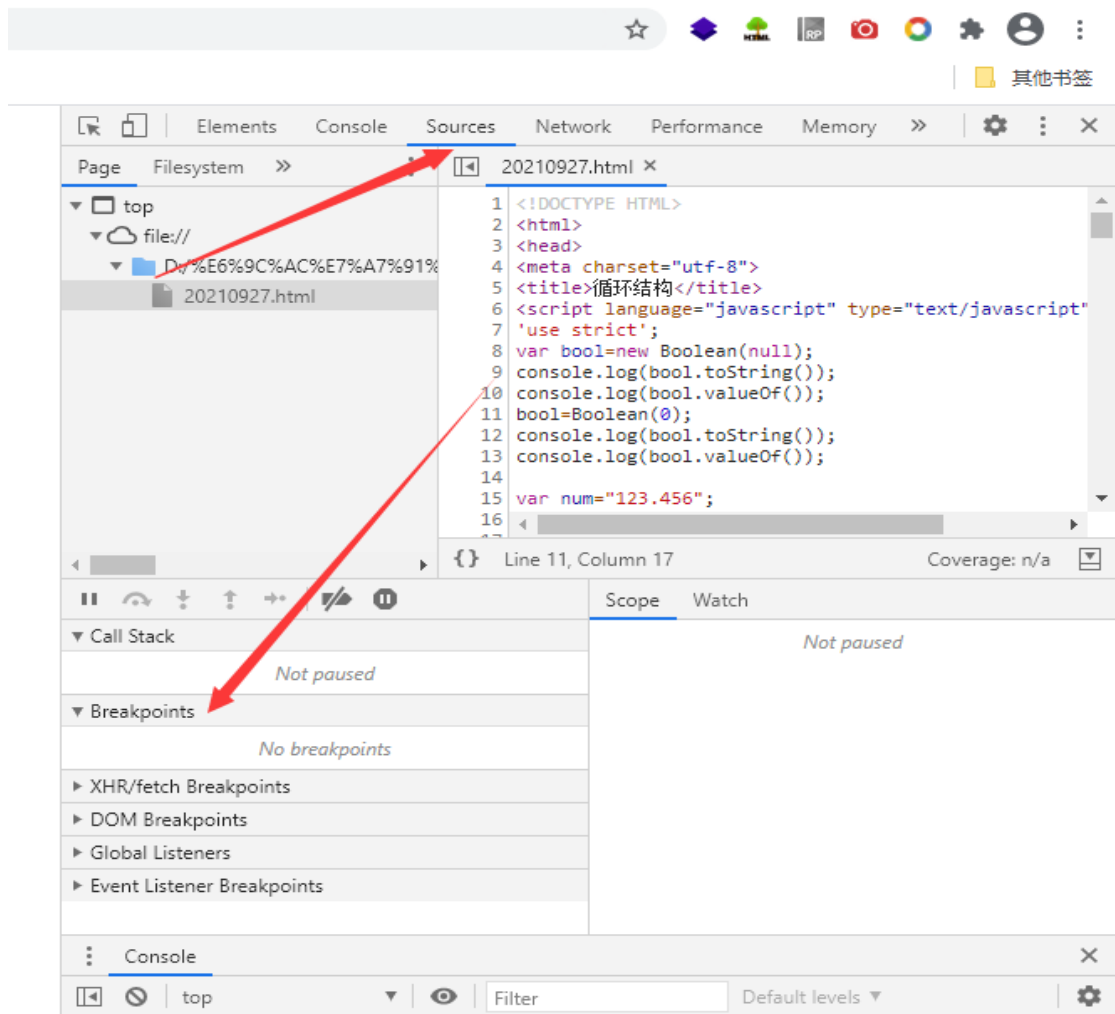 HTML
RP
其他书签
Elements Console Sources Network Performance Memory
Page Filesystem
20210927.html
top
file://
D:/%E6%9C%AC%E7%A7%91%
20210927.html
1 <!DOCTYPE HTML>
2 <html>
3 <head>
4 <meta charset="utf-8">
5 <title>循环结构</title>
6 <script language="javascript" type="text/javascript"
7 'use strict';
8 var bool=new Boolean(null);
9 console.log(bool.toString());
10 console.log(bool.valueOf());
11 bool=Boolean(0);
12 console.log(bool.toString());
13 console.log(bool.valueOf());
14
15 var num="123.456";
16
{} Line 11, Column 17 Coverage: n/a
Scope Watch
Call Stack
Not paused
Not paused
Breakpoints
No breakpoints
XHR/fetch Breakpoints
DOM Breakpoints
Global Listeners
Event Listener Breakpoints
Console
top Filter Default levels